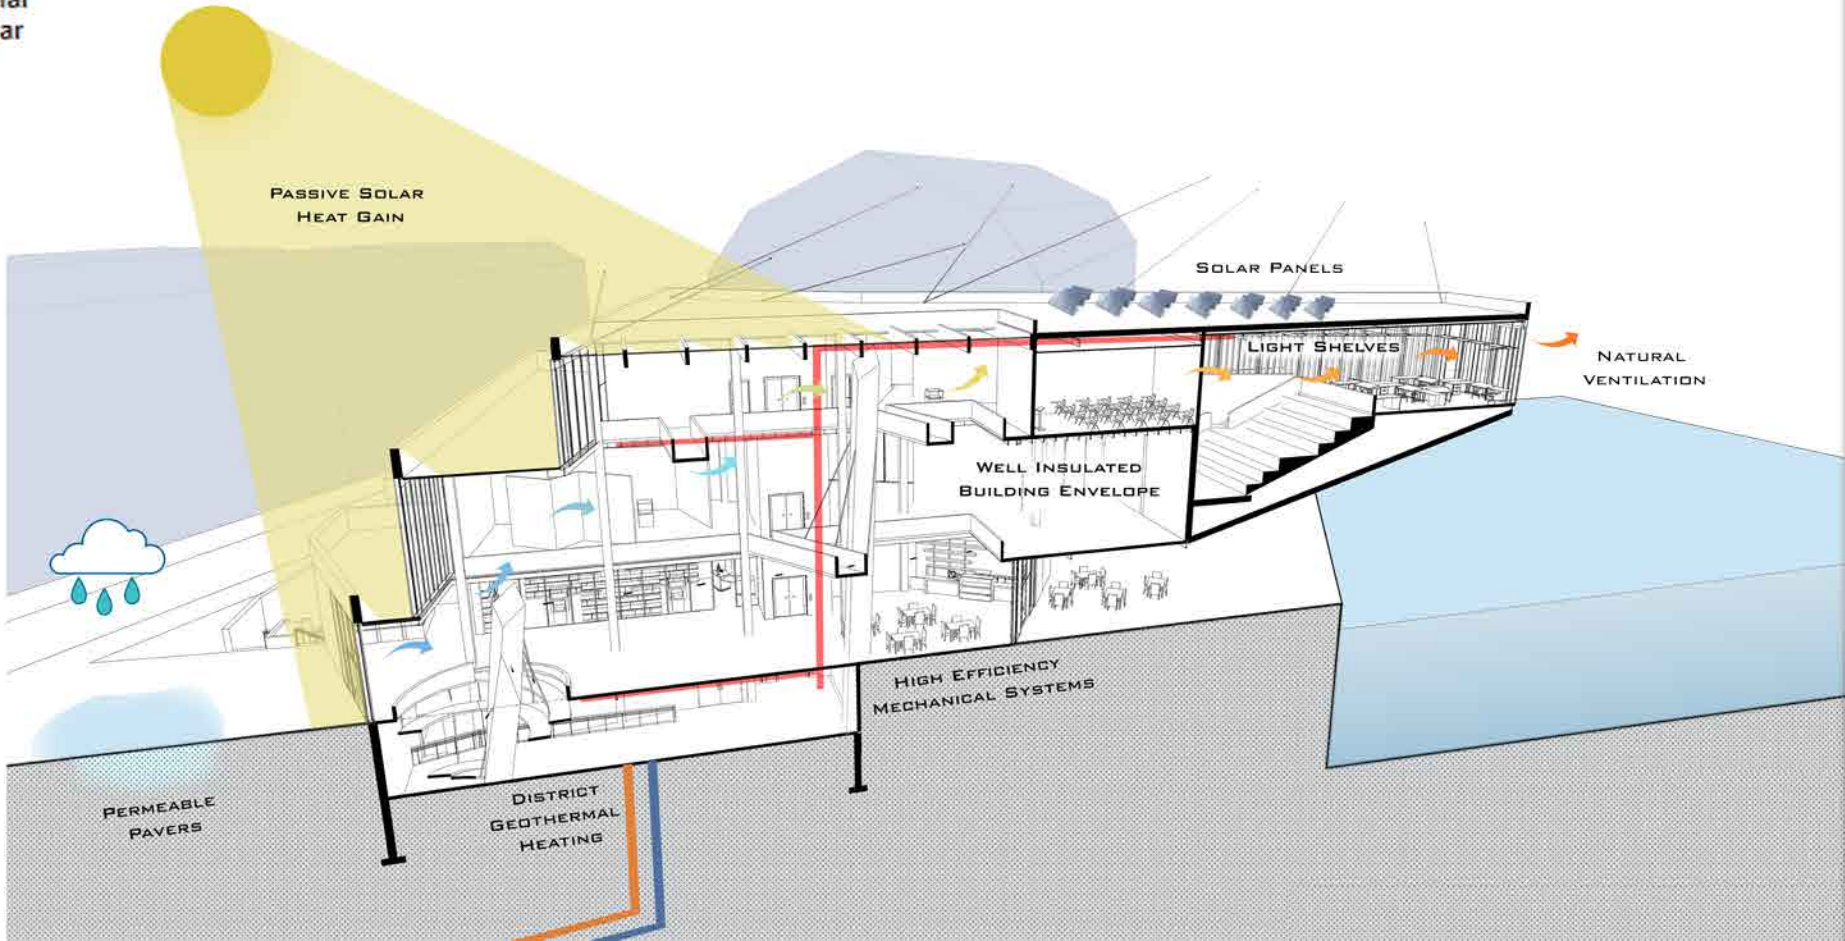 ar
PASSIVE SOLAR
HEAT GAIN
SOLAR PANELS
LIGHT SHELVES
NATURAL
VENTILATION
WELL INSULATED
BUILDING ENVELOPE
HIGH EFFICIENCY
MECHANICAL SYSTEMS
PERMEABLE
PAVERS
DISTRICT
GEOTHERMAL
HEATING